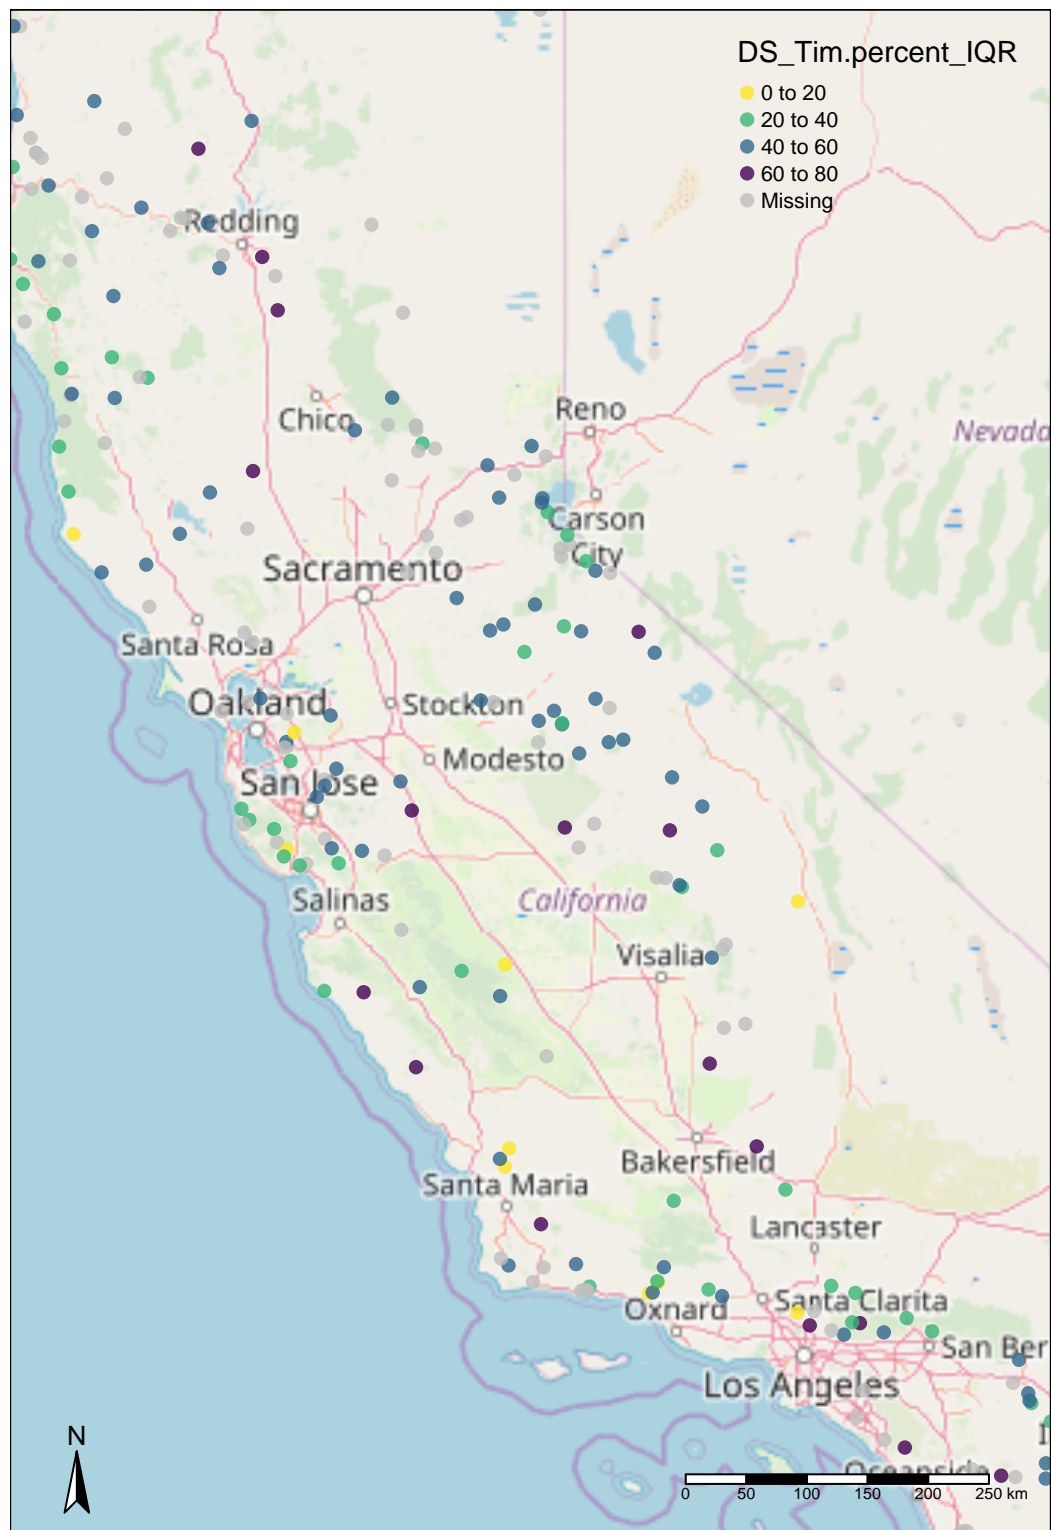 DS_Tim.percent_IQR
0 to 20
20 to 40
40 to 60
60 to 80
Missing
Redding
Chico
Reno
Nevada
Carson
City
Sacramento
Santa Rosa
Oakland
Stockton
Modesto
San Jose
Salinas
California
Visalia
Bakersfield
Santa Maria
Lancaster
Santa Clarita
Oxnard
San Ber
Los Angeles
N
Oceanside
0 50 100 150 200 250 km